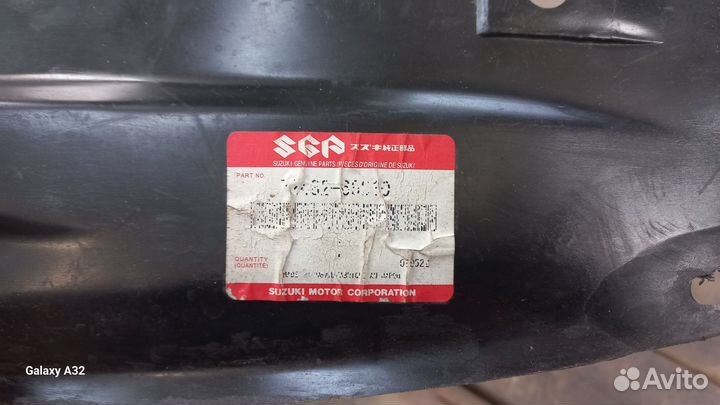 SGP スズキ純正部品
SUZUKI GENUINE PARTS/PIECES D'ORIGINE DE SUZUKI
PART NO.
QUANTITY
(QUANTITE)
SUZUKI MOTOR CORPORATION
Galaxy A32
Avito